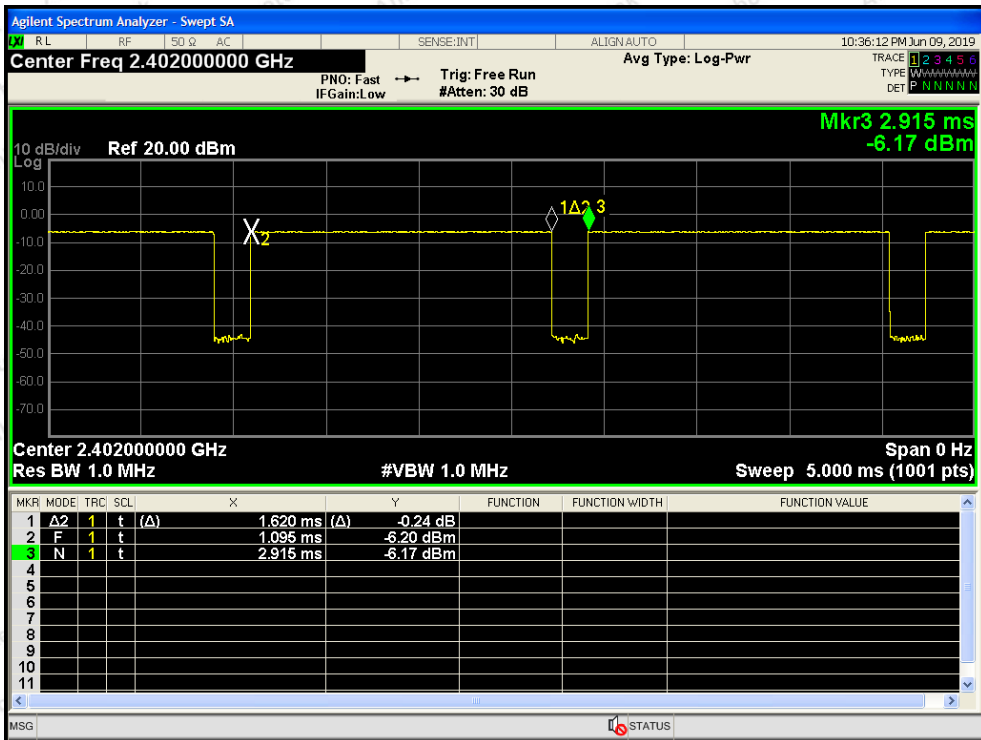 Agilent Spectrum Analyzer - Swept SA
LXI RL RF 50 Ω AC SENSE:INT ALIGN AUTO 10:36:12 PM Jun 09, 2019
Center Freq 2.402000000 GHz
PNO: Fast
IFGain:Low
Trig: Free Run
#Atten: 30 dB
Avg Type: Log-Pwr
TRACE 1 2 3 4 5 6
TYPE WWWWWW
DET P N N N N N
Mkr3 2.915 ms
-6.17 dBm
10 dB/div Ref 20.00 dBm
Log
10.0
0.00
-10.0
-20.0
-30.0
-40.0
-50.0
-60.0
-70.0
1Δ2 3
X2
Center 2.402000000 GHz Span 0 Hz
Res BW 1.0 MHz #VBW 1.0 MHz Sweep 5.000 ms (1001 pts)
MKR MODE TRC SCL X Y FUNCTION FUNCTION WIDTH FUNCTION VALUE
1 Δ2 1 t (Δ) 1.620 ms (Δ) -0.24 dB
2 F 1 t 1.095 ms -6.20 dBm
3 N 1 t 2.915 ms -6.17 dBm
4
5
6
7
8
9
10
11
MSG STATUS